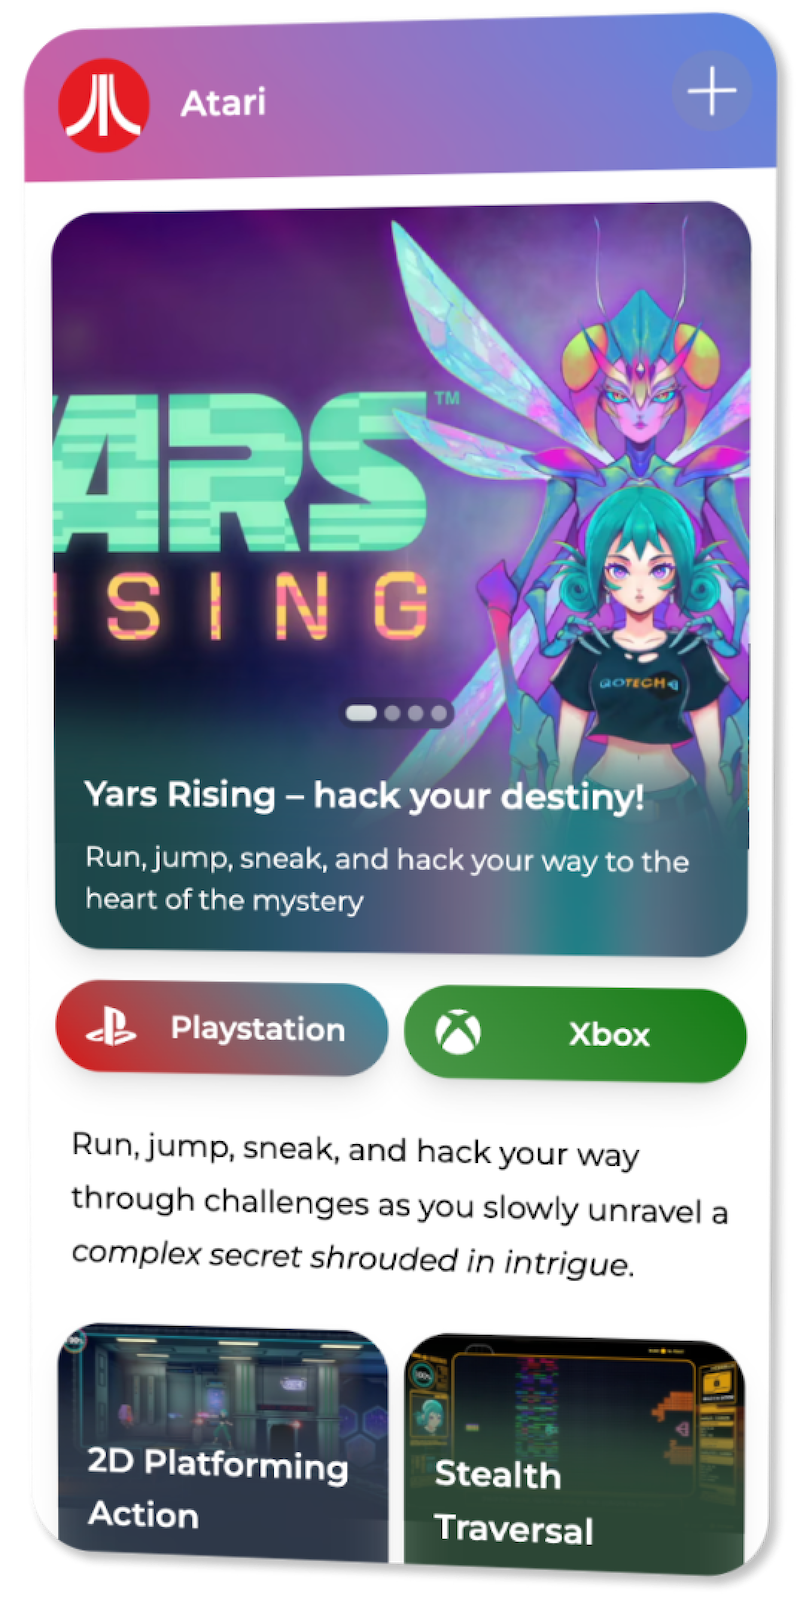 Atari
ARS™
ISING
QOTECH
Yars Rising – hack your destiny!
Run, jump, sneak, and hack your way to the
heart of the mystery
Playstation
Xbox
Run, jump, sneak, and hack your way
through challenges as you slowly unravel a
complex secret shrouded in intrigue.
100%
2D Platforming
Action
100%
Stealth
Traversal